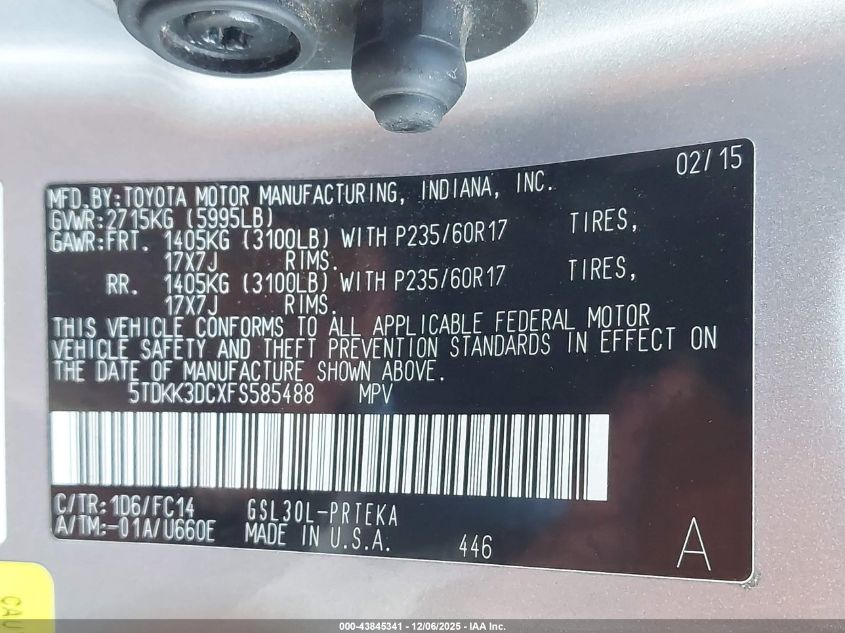 02/15
MFD.BY:TOYOTA MOTOR MANUFACTURING, INDIANA, INC.
GVWR:2715KG (5995LB)
GAWR:FRT. 1405KG (3100LB) WITH P235/60R17 TIRES,
17X7J RIMS.
RR. 1405KG (3100LB) WITH P235/60R17 TIRES,
17X7J RIMS.
THIS VEHICLE CONFORMS TO ALL APPLICABLE FEDERAL MOTOR
VEHICLE SAFETY AND THEFT PREVENTION STANDARDS IN EFFECT ON
THE DATE OF MANUFACTURE SHOWN ABOVE.
5TDKK3DCXFS585488 MPV
C/TR:1D6/FC14 GSL30L-PRTEKA
A/TM:-01A/U660E MADE IN U.S.A. 446 A
CAU
000-43845341 - 12/06/2025 - IAA Inc.